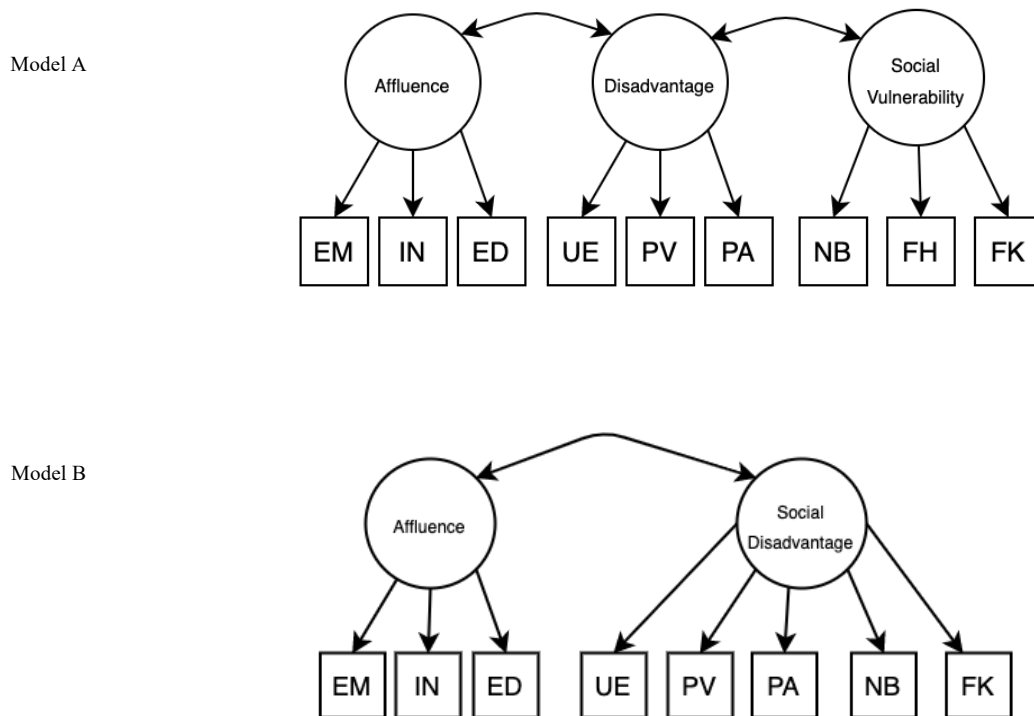 Model A
Affluence
Disadvantage
Social
Vulnerability
EM IN ED UE PV PA NB FH FK
Model B
Affluence
Social
Disadvantage
EM IN ED UE PV PA NB FK